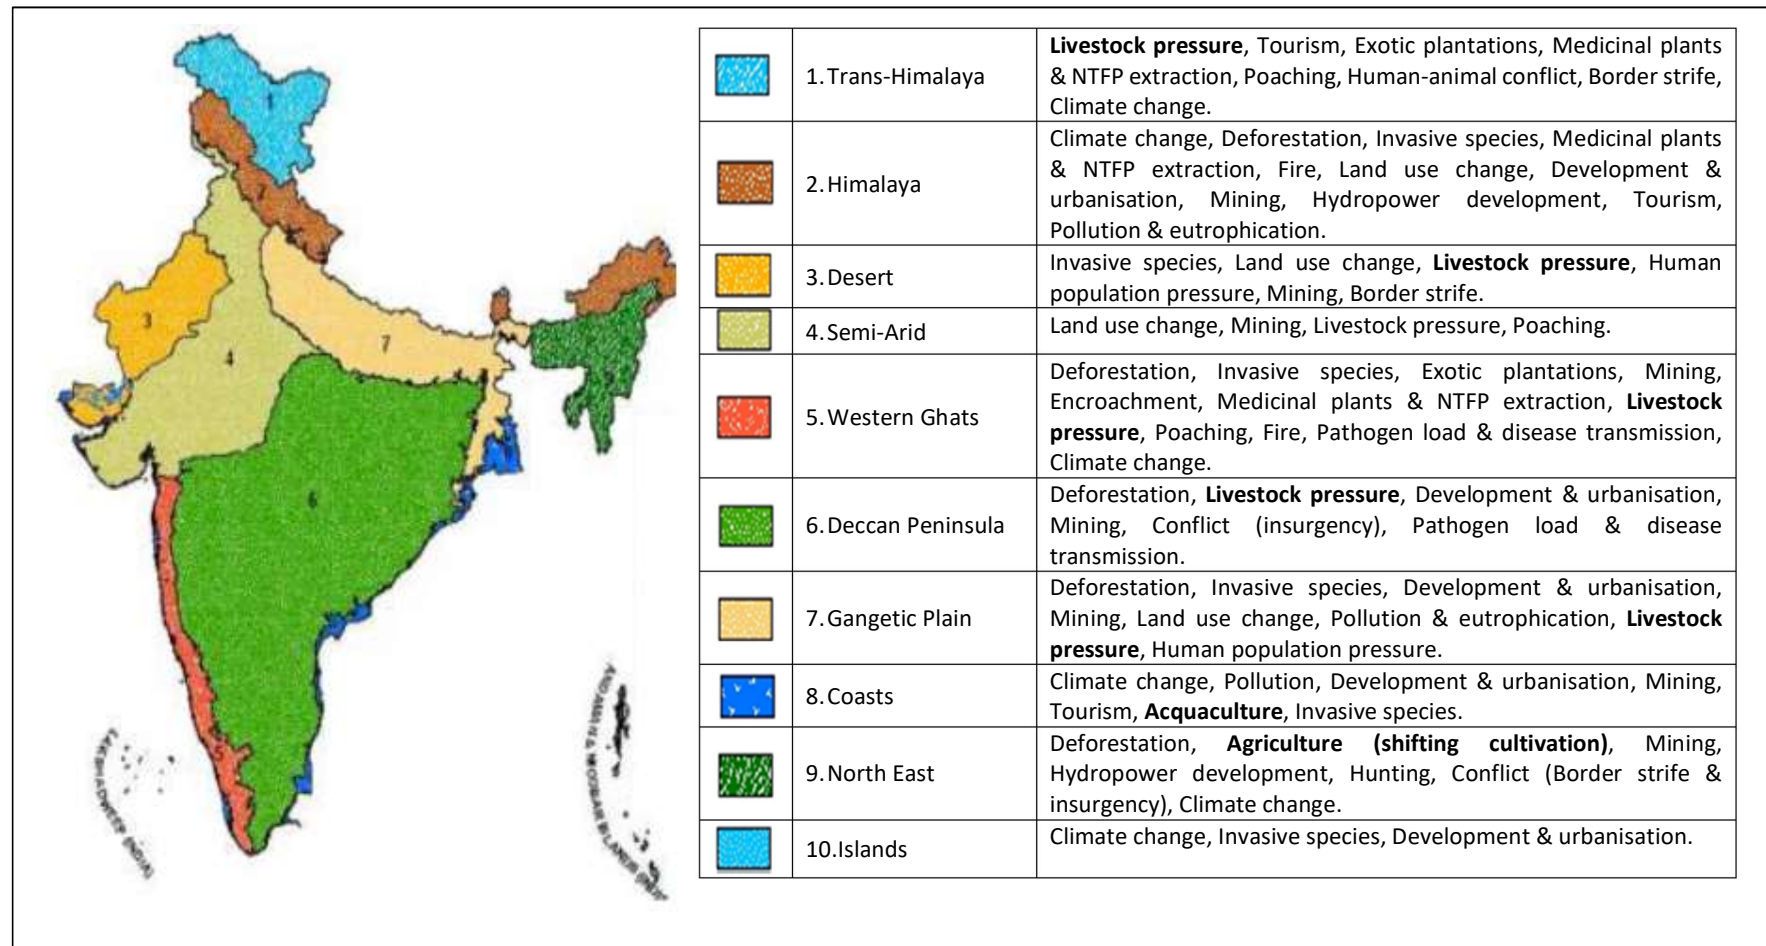 1
2
3
4
7
6
5
LAKSHADWEEP (INDIA)
ANDAMAN & NICOBAR ISLANDS (INDIA)
1.Trans-Himalaya
Livestock pressure, Tourism, Exotic plantations, Medicinal plants
& NTFP extraction, Poaching, Human-animal conflict, Border strife,
Climate change.
2.Himalaya
Climate change, Deforestation, Invasive species, Medicinal plants
& NTFP extraction, Fire, Land use change, Development &
urbanisation, Mining, Hydropower development, Tourism,
Pollution & eutrophication.
3.Desert
Invasive species, Land use change, Livestock pressure, Human
population pressure, Mining, Border strife.
4.Semi-Arid
Land use change, Mining, Livestock pressure, Poaching.
5.Western Ghats
Deforestation, Invasive species, Exotic plantations, Mining,
Encroachment, Medicinal plants & NTFP extraction, Livestock
pressure, Poaching, Fire, Pathogen load & disease transmission,
Climate change.
6.Deccan Peninsula
Deforestation, Livestock pressure, Development & urbanisation,
Mining, Conflict (insurgency), Pathogen load & disease
transmission.
7.Gangetic Plain
Deforestation, Invasive species, Development & urbanisation,
Mining, Land use change, Pollution & eutrophication, Livestock
pressure, Human population pressure.
8.Coasts
Climate change, Pollution, Development & urbanisation, Mining,
Tourism, Acquaculture, Invasive species.
9.North East
Deforestation, Agriculture (shifting cultivation), Mining,
Hydropower development, Hunting, Conflict (Border strife &
insurgency), Climate change.
10.Islands
Climate change, Invasive species, Development & urbanisation.